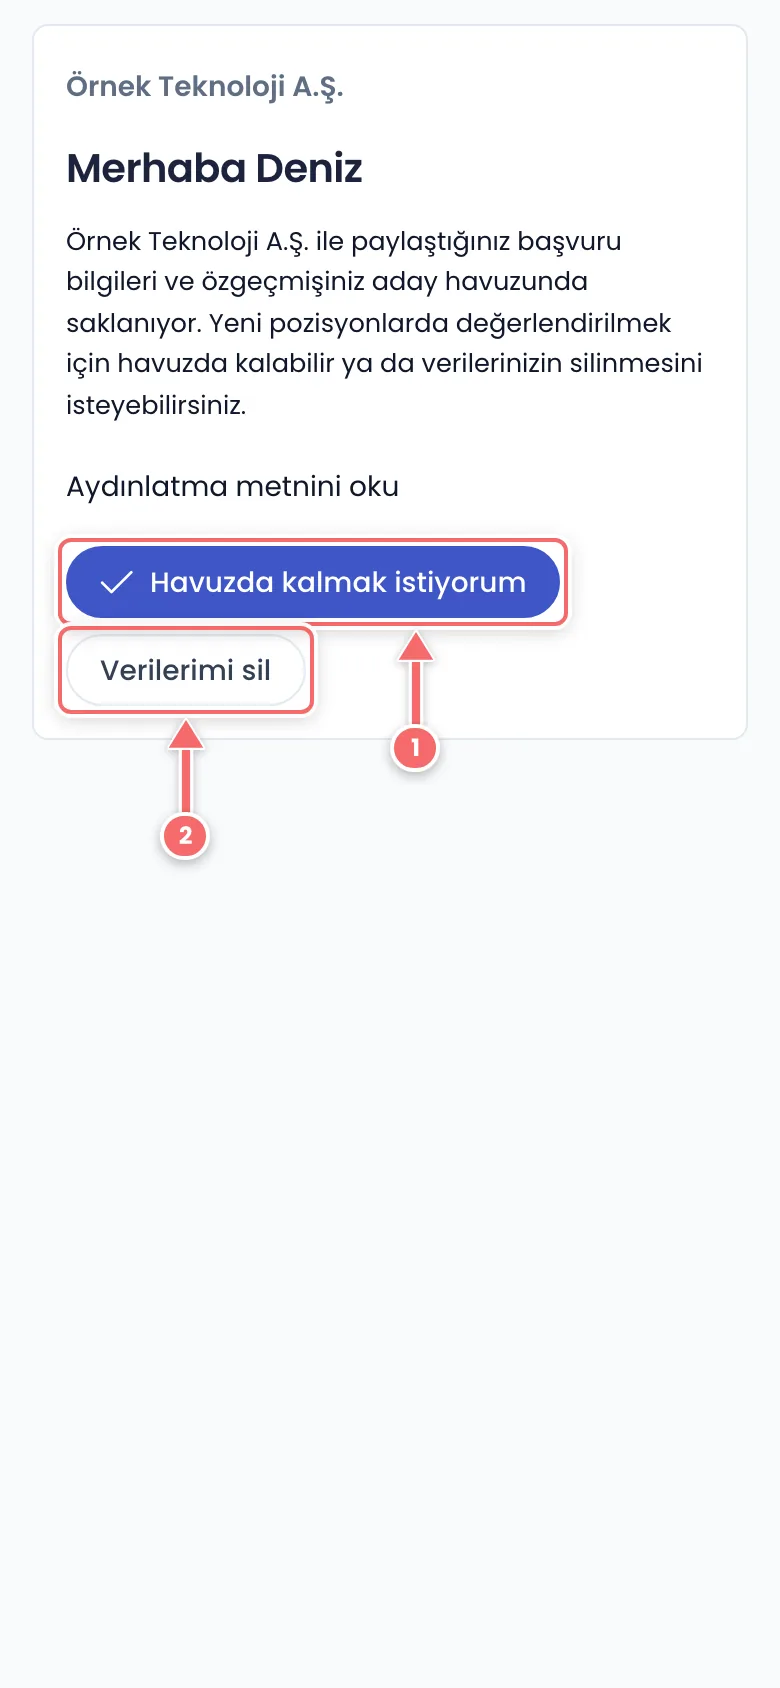 Örnek Teknoloji A.Ş.
Merhaba Deniz
Örnek Teknoloji A.Ş. ile paylaştığınız başvuru
bilgileri ve özgeçmişiniz aday havuzunda
saklanıyor. Yeni pozisyonlarda değerlendirilmek
için havuzda kalabilir ya da verilerinizin silinmesini
isteyebilirsiniz.
Aydınlatma metnini oku
Havuzda kalmak istiyorum
Verilerimi sil
1
2